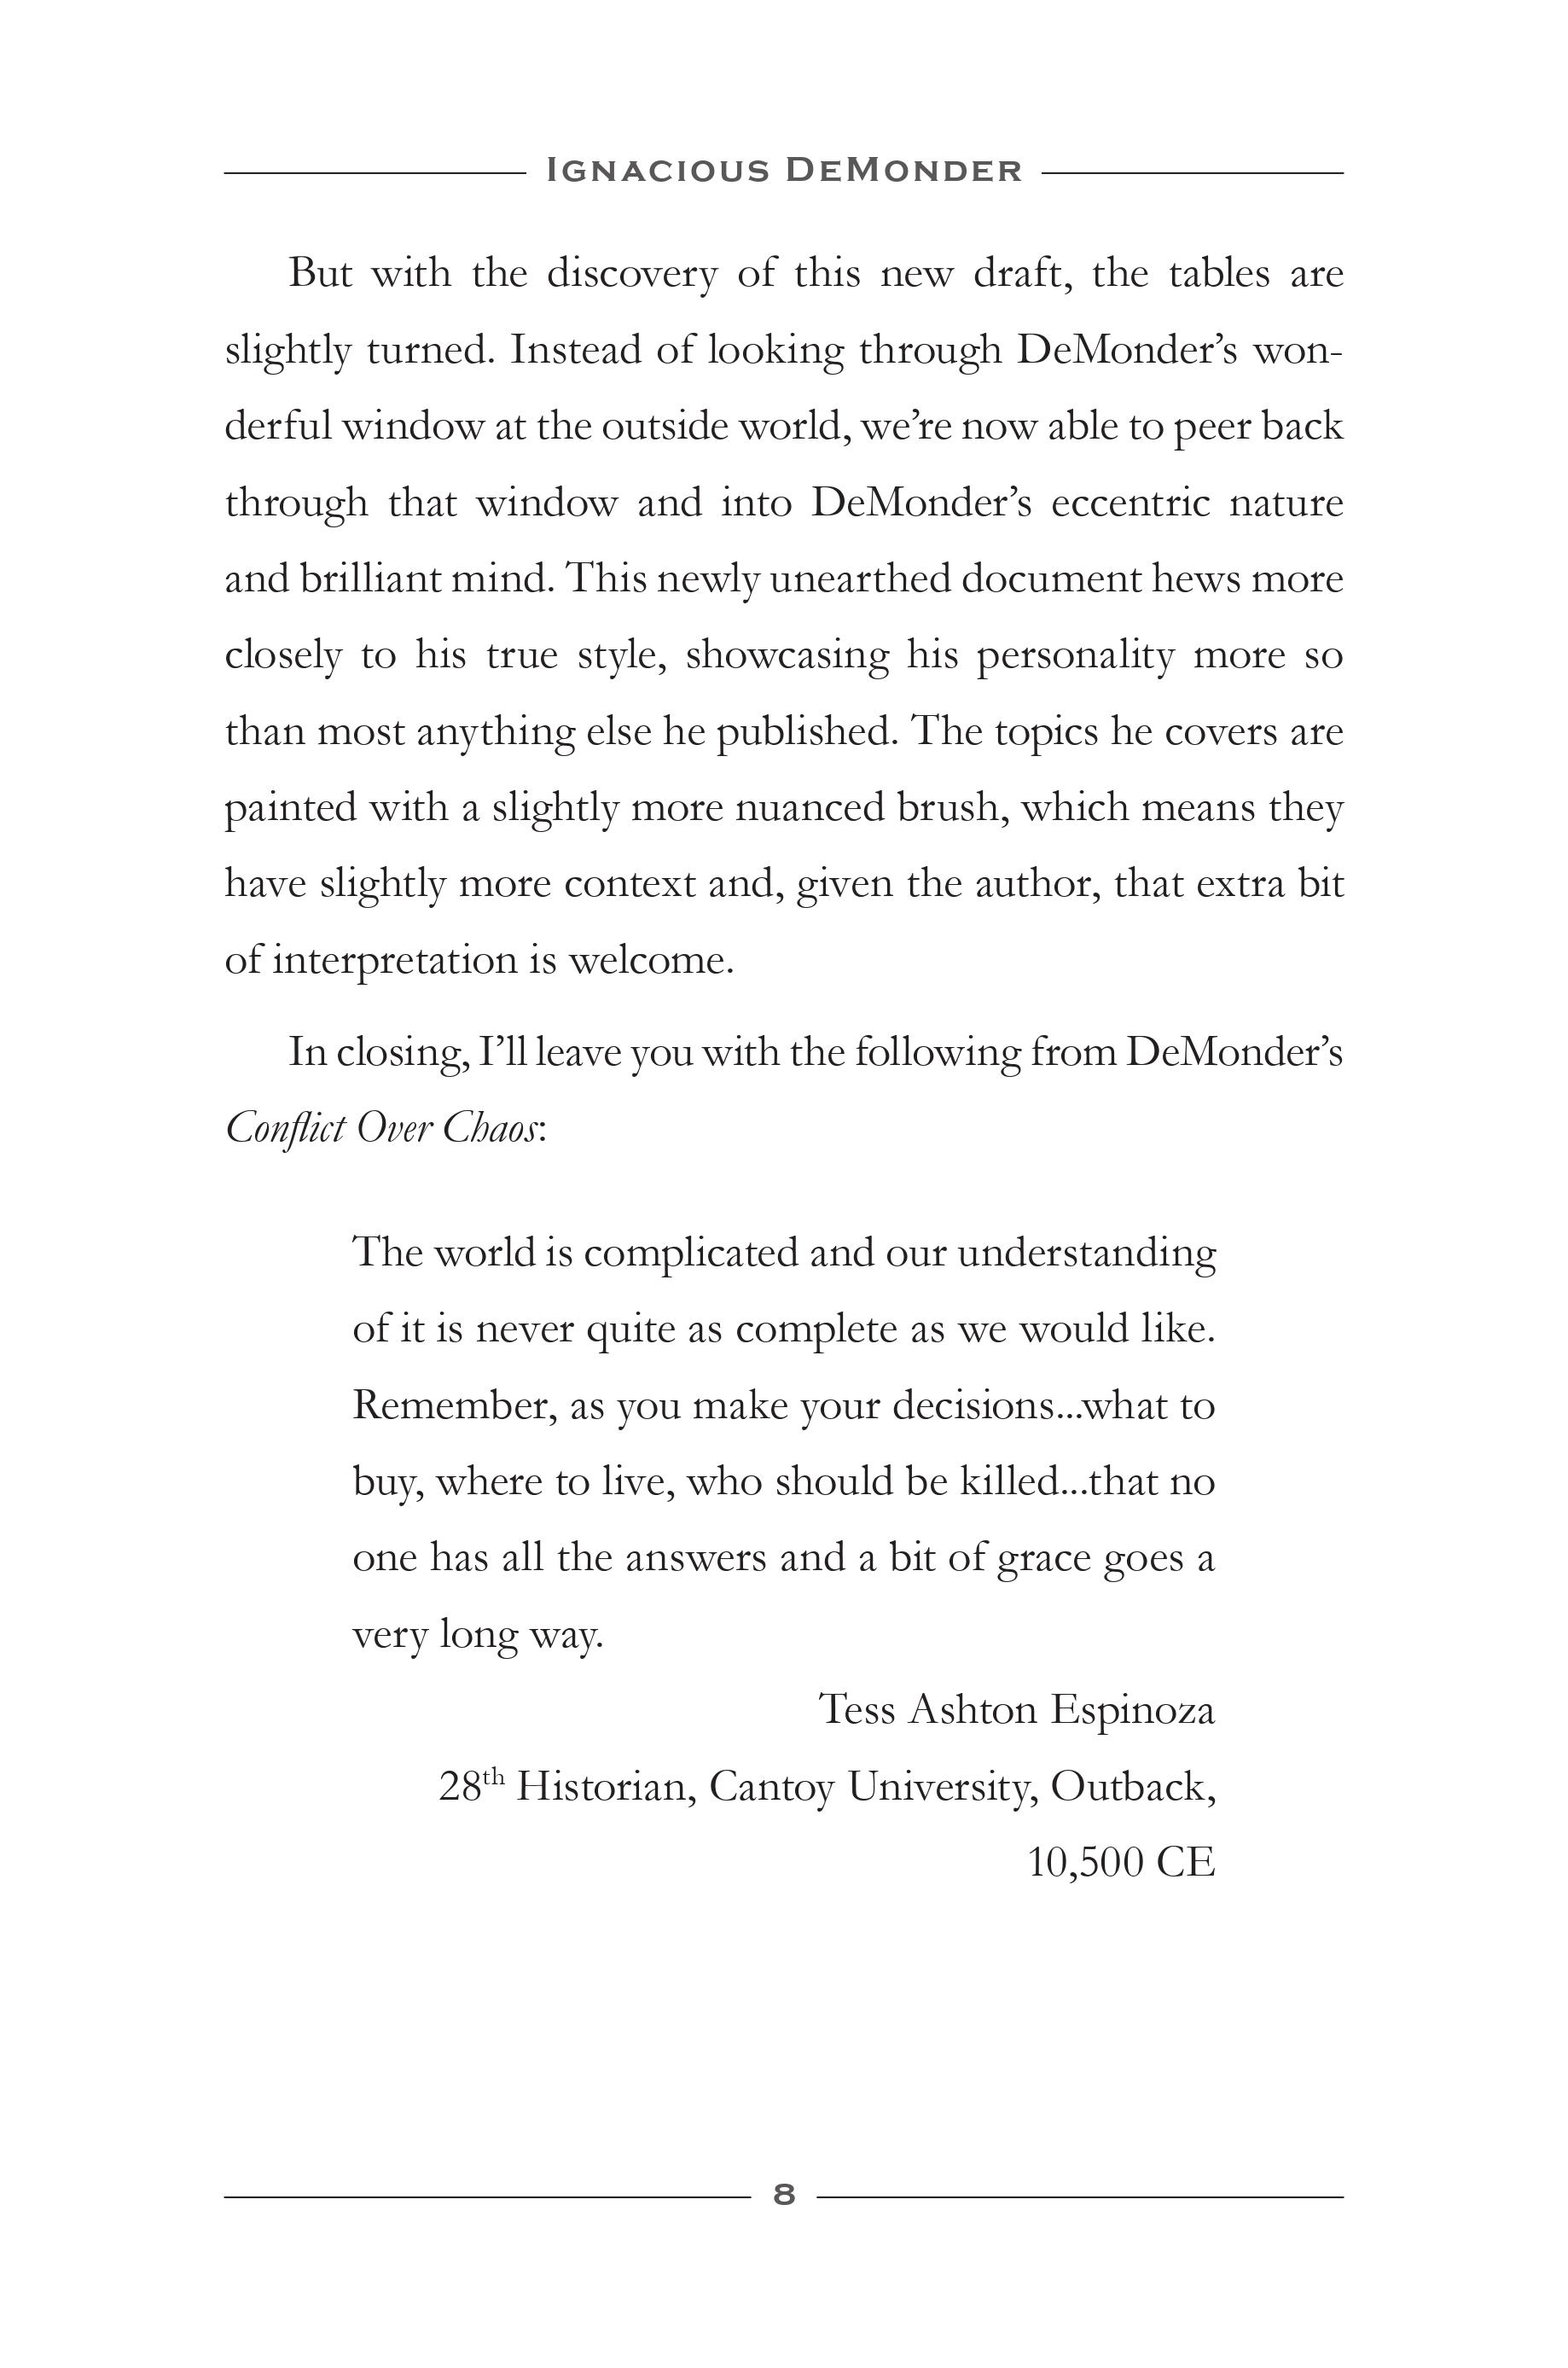 Ignacious DeMonder
But with the discovery of this new draft, the tables are
slightly turned. Instead of looking through DeMonder’s won-
derful window at the outside world, we’re now able to peer back
through that window and into DeMonder’s eccentric nature
and brilliant mind. This newly unearthed document hews more
closely to his true style, showcasing his personality more so
than most anything else he published. The topics he covers are
painted with a slightly more nuanced brush, which means they
have slightly more context and, given the author, that extra bit
of interpretation is welcome.
In closing, I’ll leave you with the following from DeMonder’s
Conflict Over Chaos:
The world is complicated and our understanding
of it is never quite as complete as we would like.
Remember, as you make your decisions...what to
buy, where to live, who should be killed...that no
one has all the answers and a bit of grace goes a
very long way.
Tess Ashton Espinoza
28th Historian, Cantoy University, Outback,
10,500 CE
8